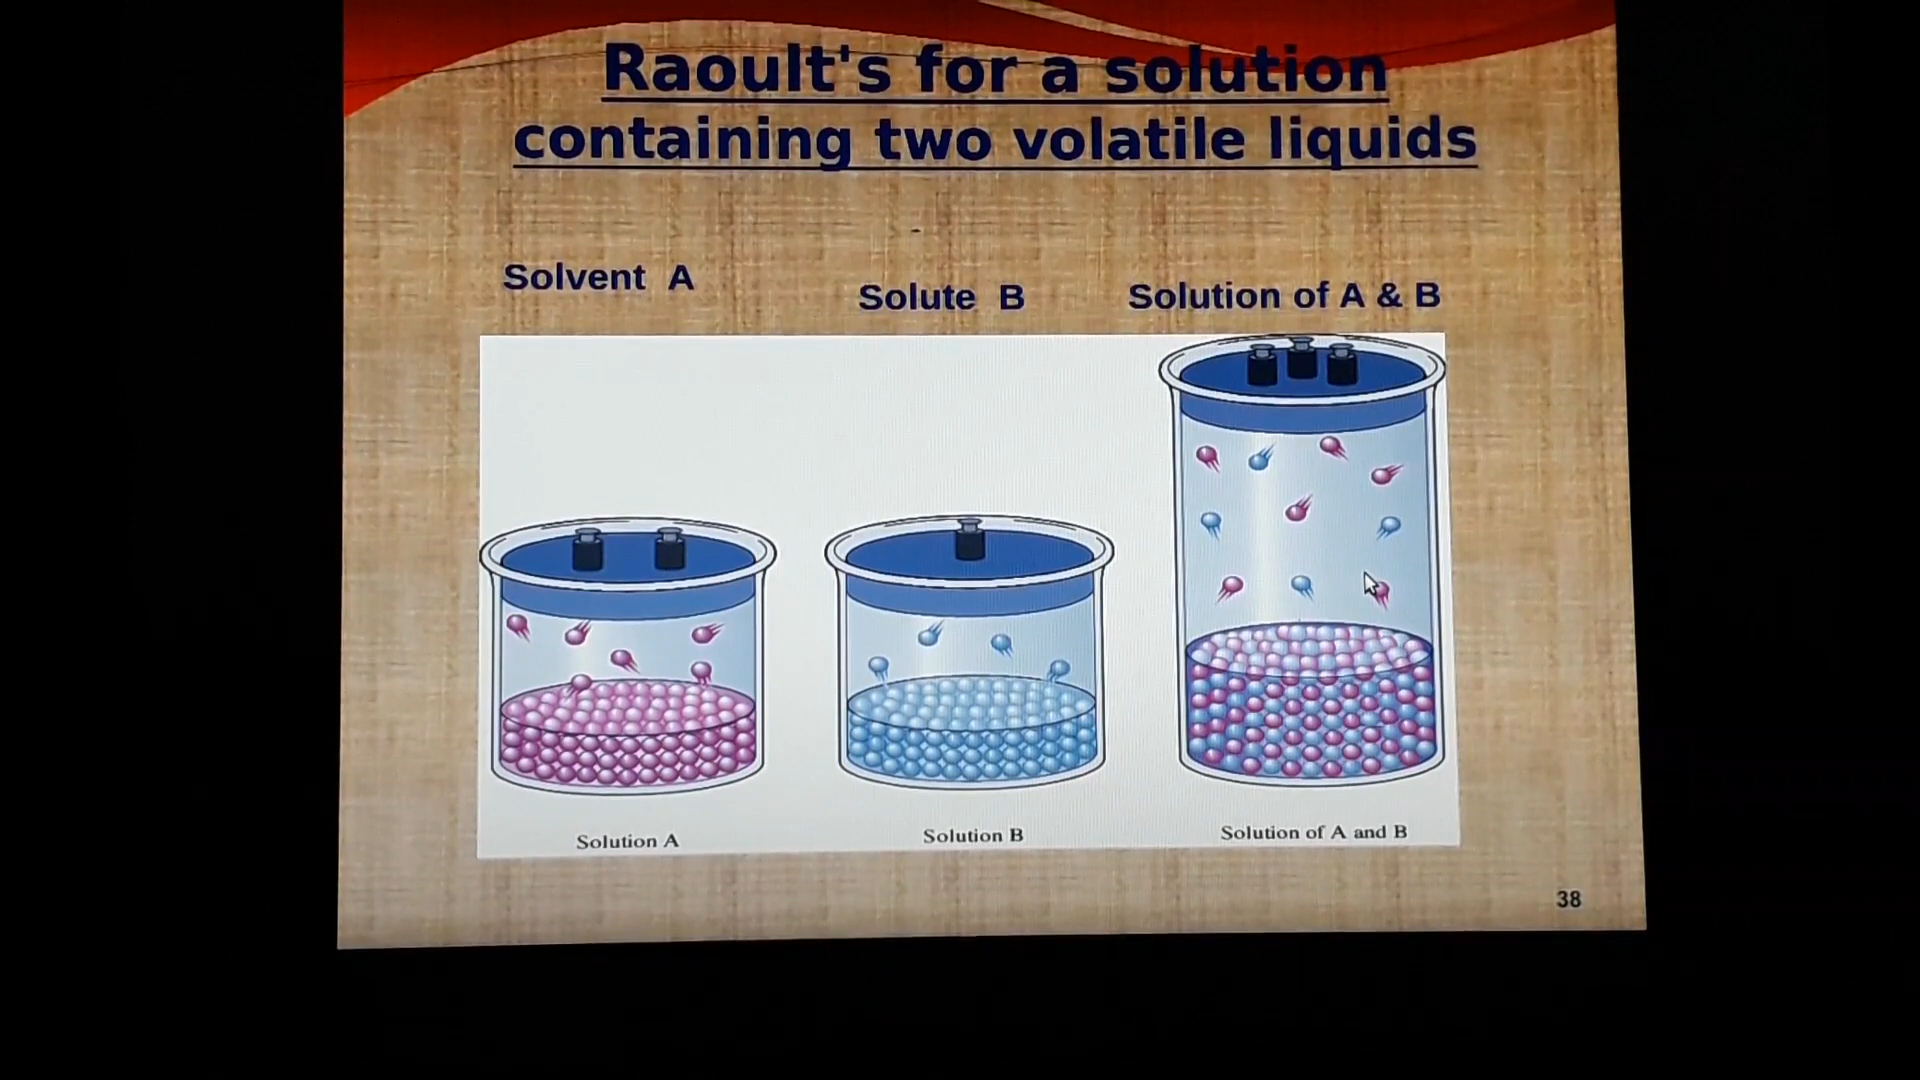 Raoult's for a solution
containing two volatile liquids
Solvent A
Solute B
Solution of A & B
Solution A
Solution B
Solution of A and B
38